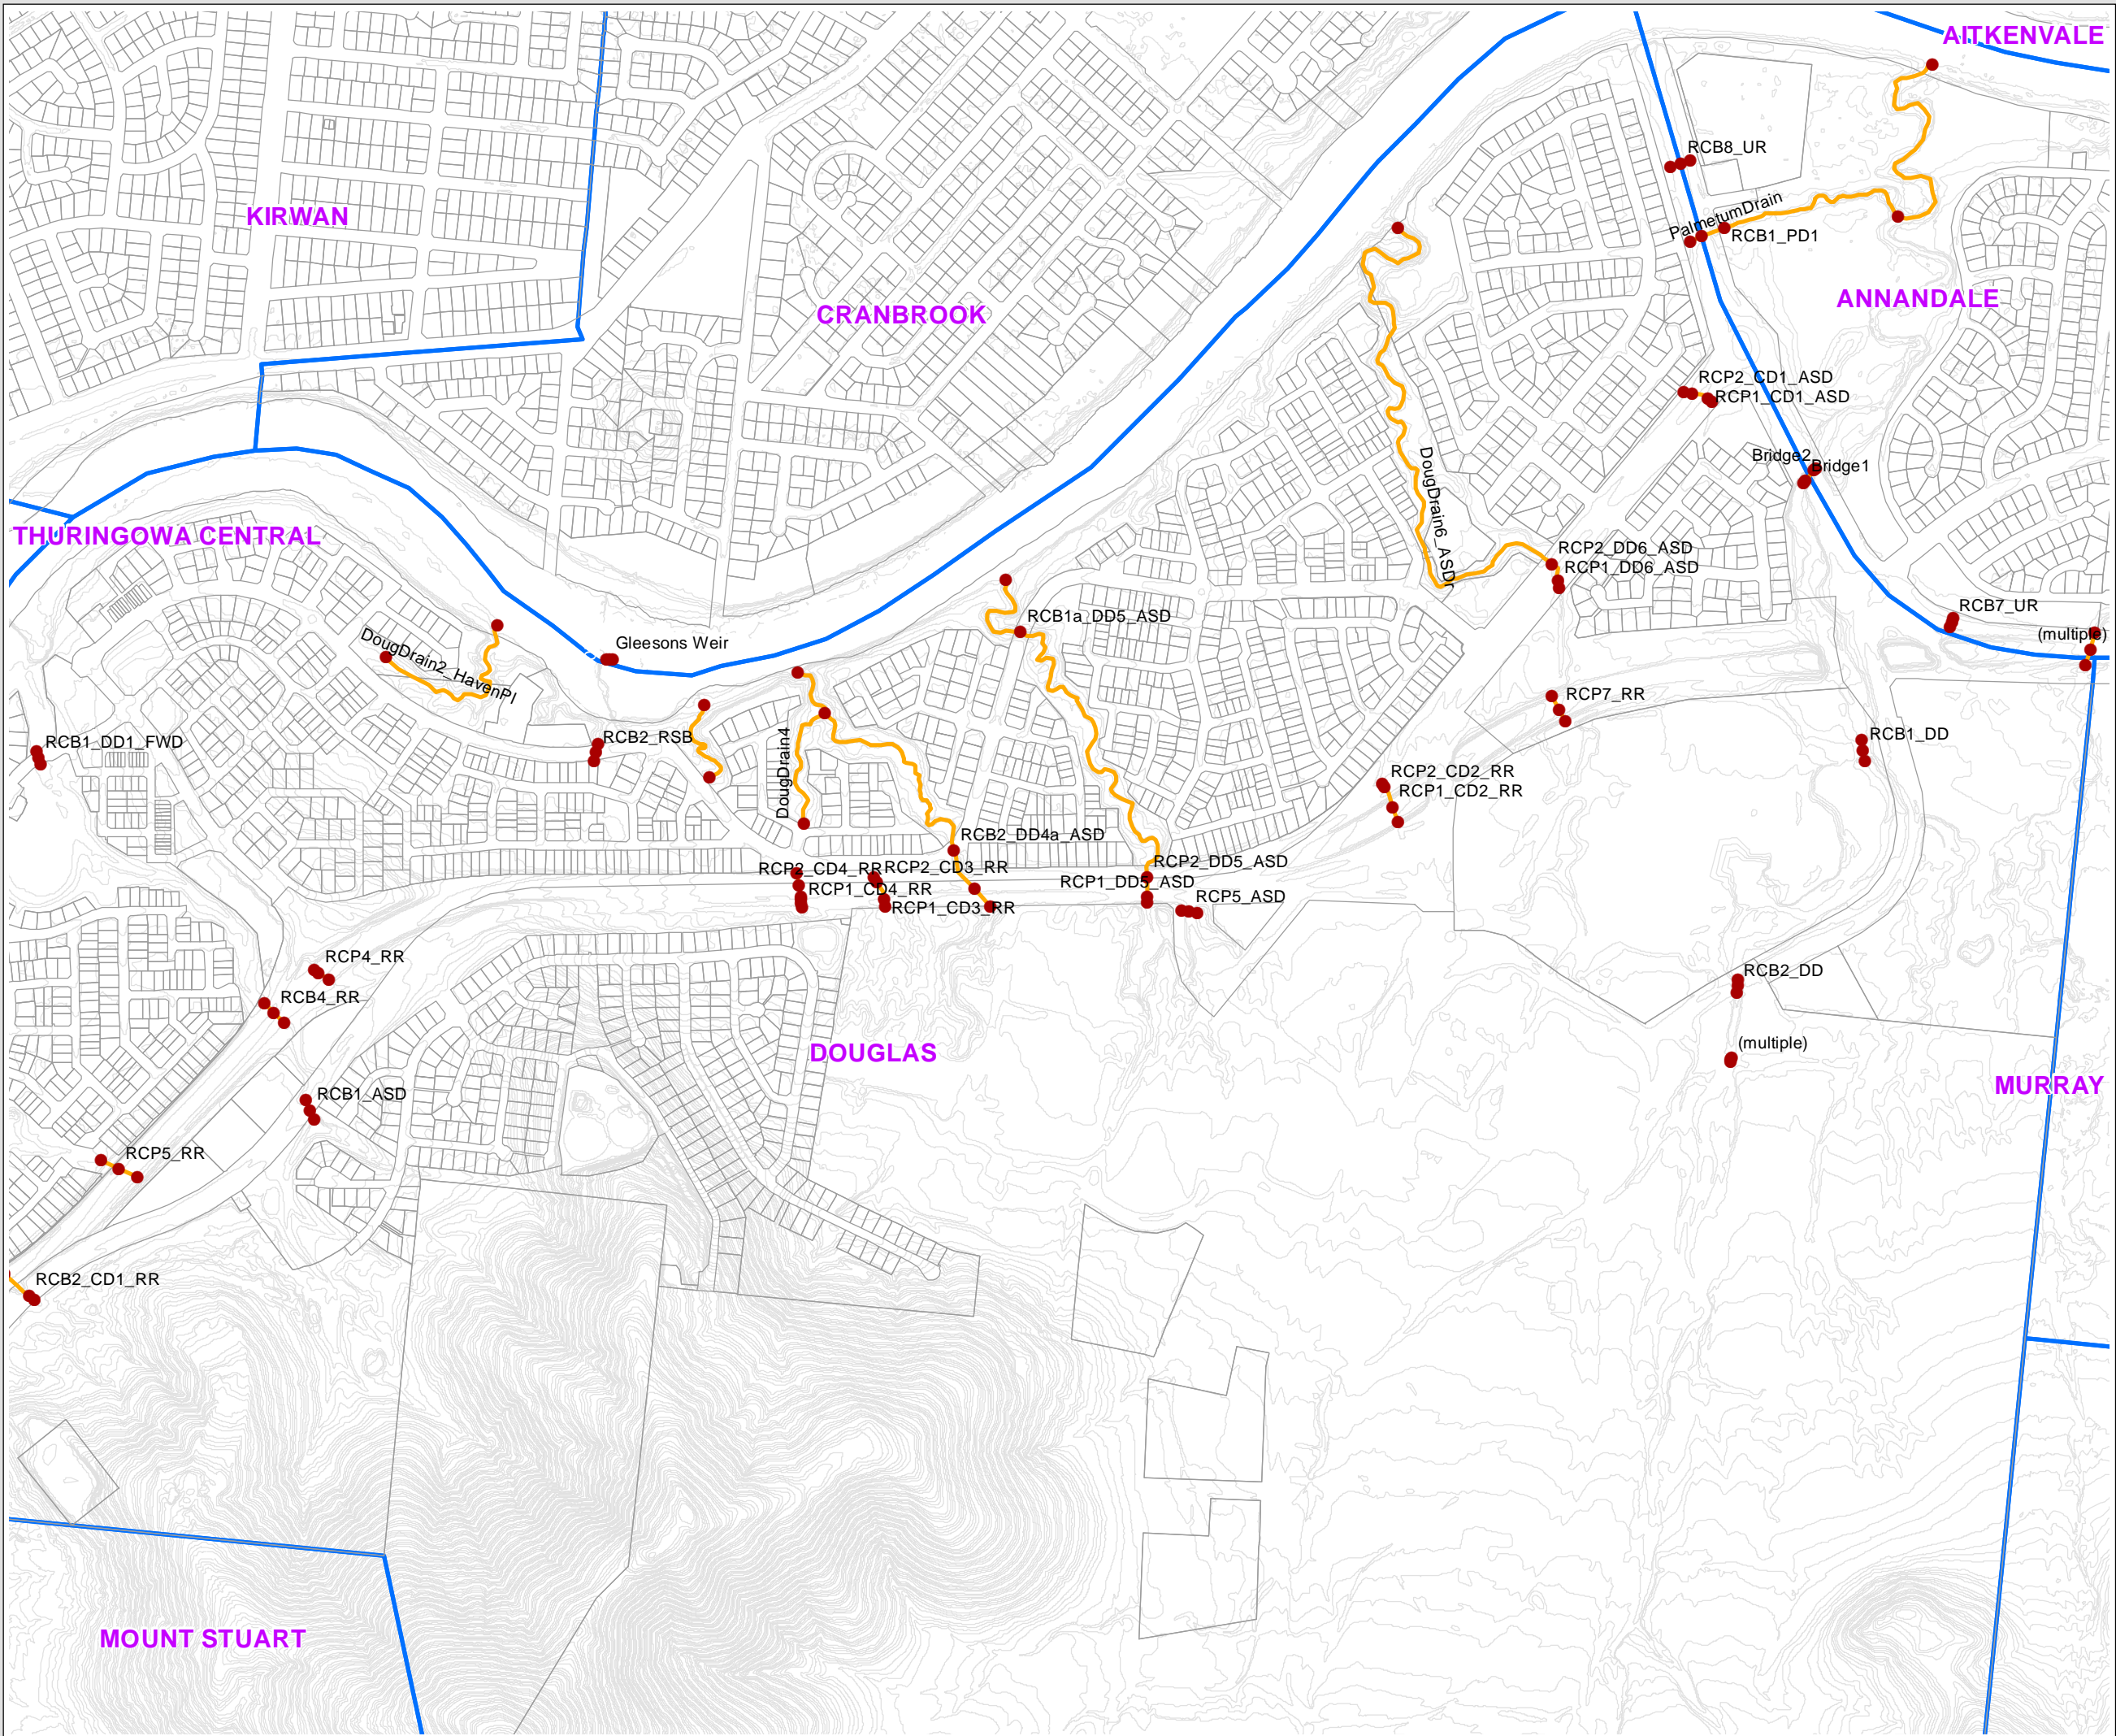 AITKENVALE
RCB8_UR
KIRWAN
PalmetumDrain
RCB1_PD1
ANNANDALE
CRANBROOK
RCP2_CD1_ASD
RCP1_CD1_ASD
Bridge2
Bridge1
DougDrain6_ASDr
THURINGOWA CENTRAL
RCP2_DD6_ASD
RCP1_DD6_ASD
RCB7_UR
RCB1a_DD5_ASD
(multiple)
Gleesons Weir
DougDrain2_HavenPl
RCP7_RR
RCB1_DD
RCB2_RSB
RCB1_DD1_FWD
DougDrain4
RCP2_CD2_RR
RCP1_CD2_RR
RCB2_DD4a_ASD
RCP2_CD4_RR
RCP2_CD3_RR
RCP2_DD5_ASD
RCP1_CD4_RR
RCP1_DD5_ASD
RCP5_ASD
RCP1_CD3_RR
RCP4_RR
RCB2_DD
RCB4_RR
(multiple)
DOUGLAS
MURRAY
RCB1_ASD
RCP5_RR
RCB2_CD1_RR
MOUNT STUART